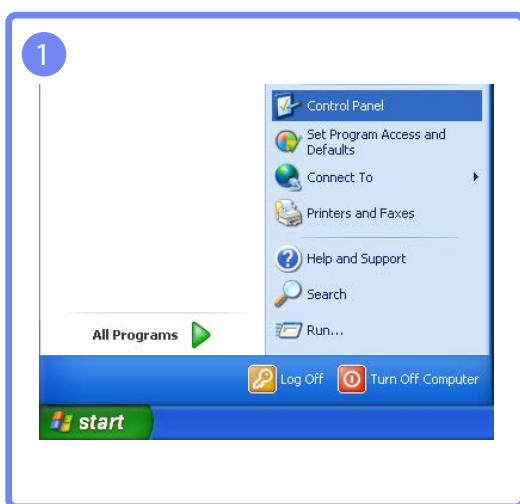 1
Control Panel
Set Program Access and
Defaults
Connect To
Printers and Faxes
Help and Support
Search
Run...
All Programs
Log Off
Turn Off Computer
start